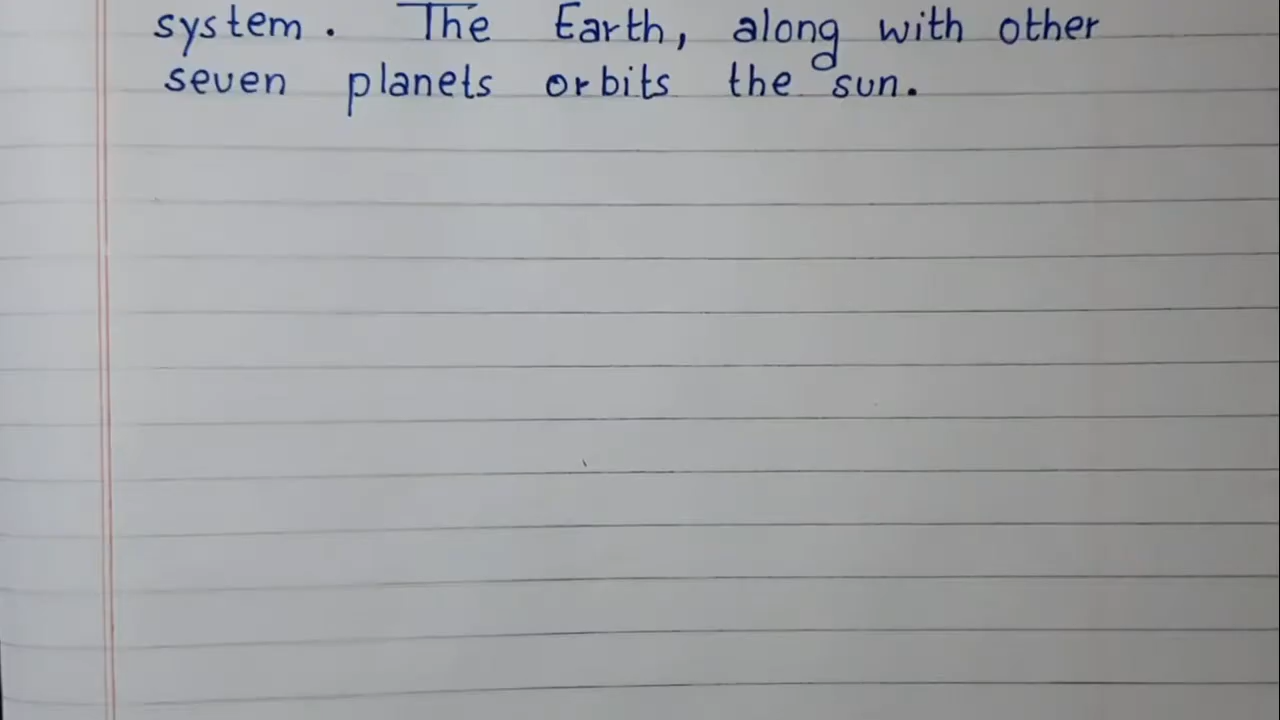 system. The Earth, along with other
seven planets orbits the sun.